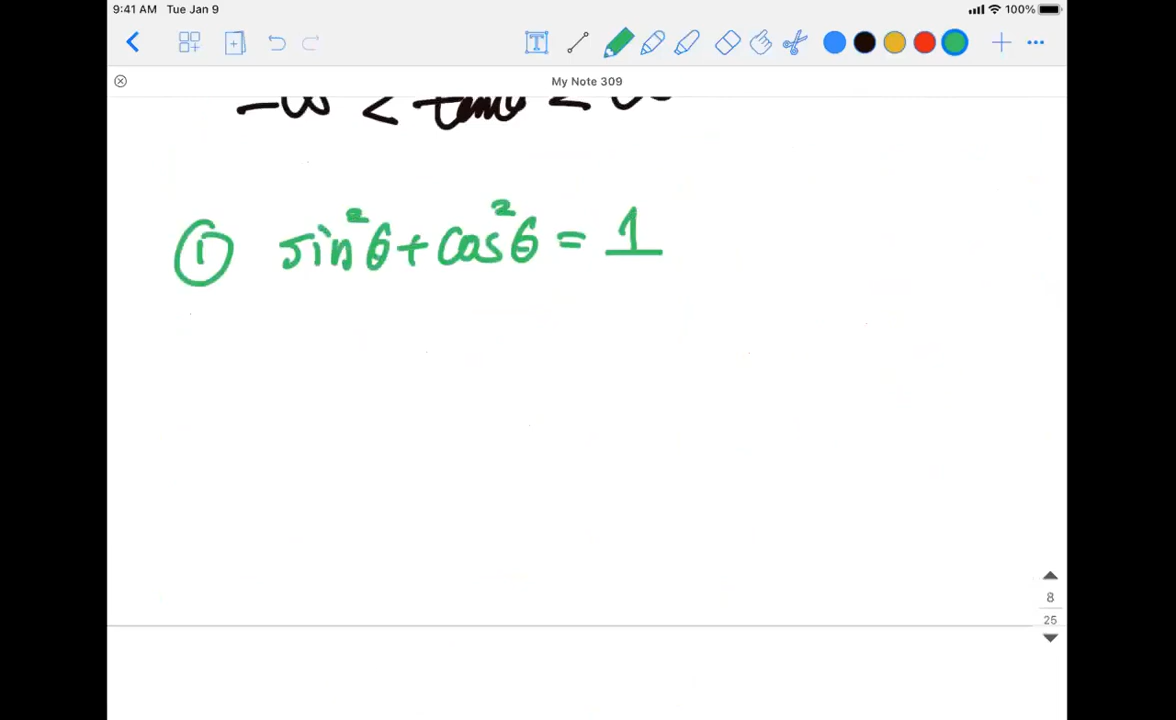 9:41 AM Tue Jan 9
100%
My Note 309
① sin²θ + cos²θ = 1
8
25